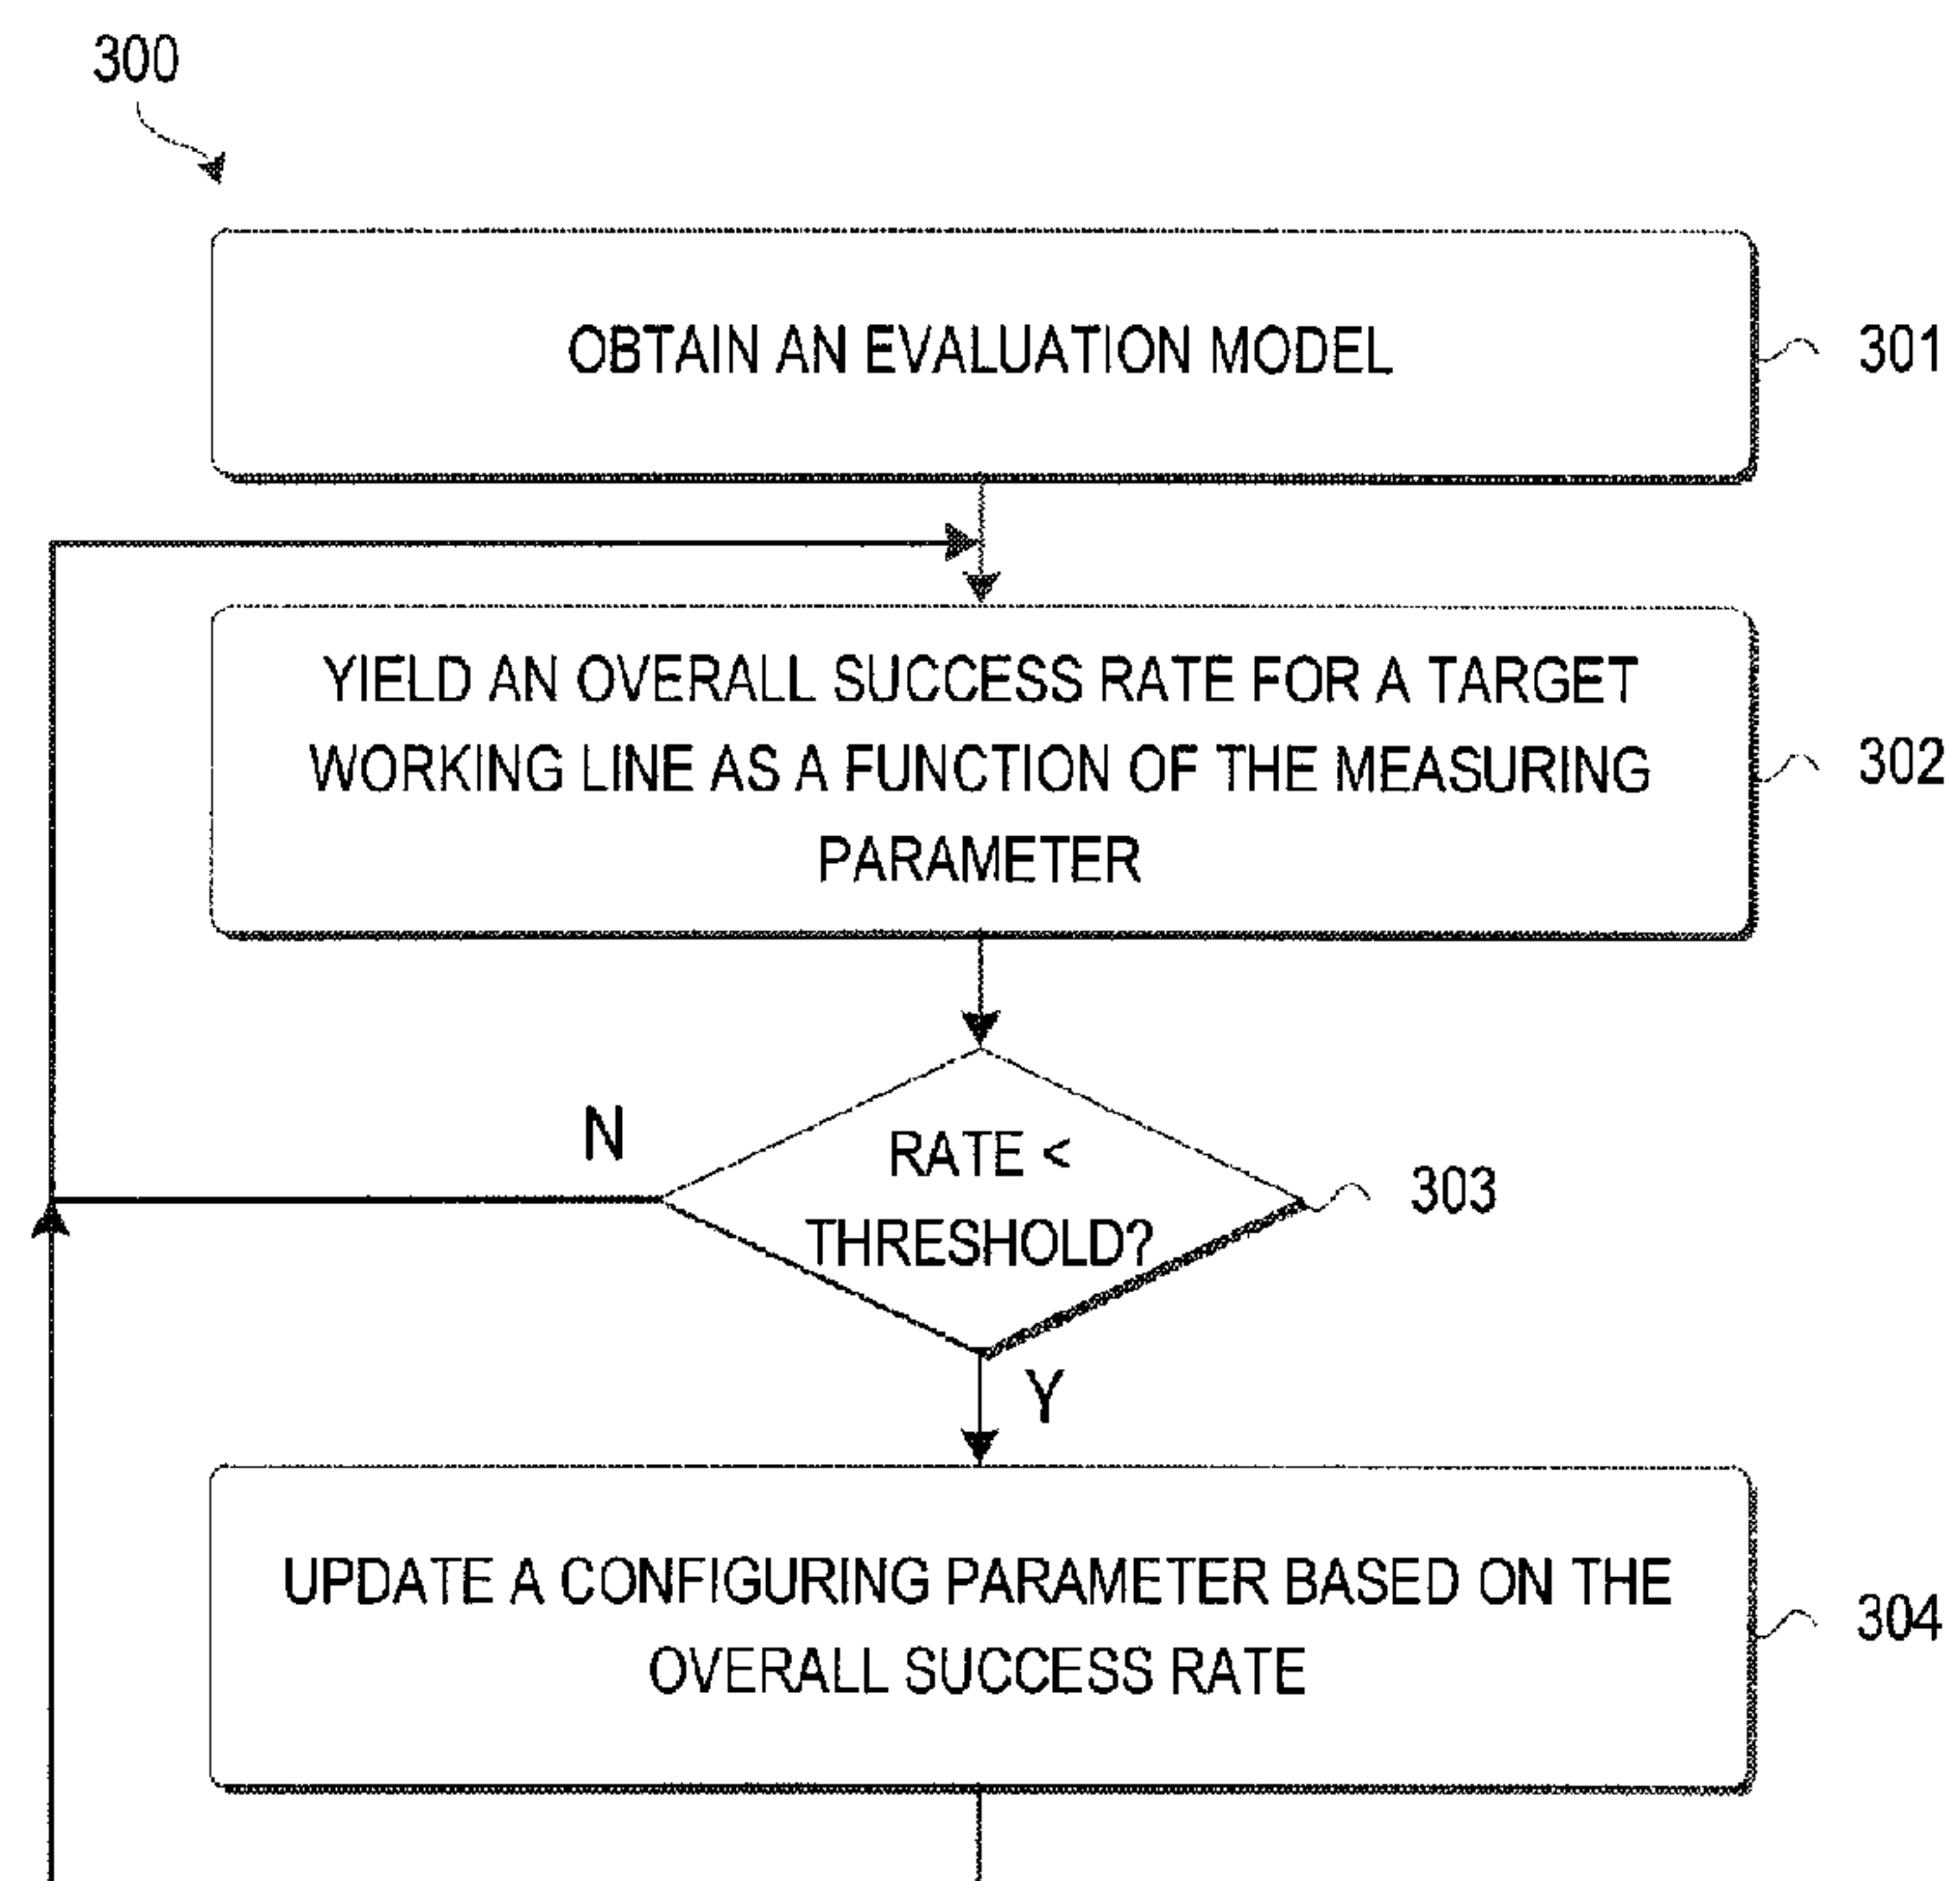 300
OBTAIN AN EVALUATION MODEL
301
YIELD AN OVERALL SUCCESS RATE FOR A TARGET
WORKING LINE AS A FUNCTION OF THE MEASURING
PARAMETER
302
N
RATE <
THRESHOLD?
303
Y
UPDATE A CONFIGURING PARAMETER BASED ON THE
OVERALL SUCCESS RATE
304